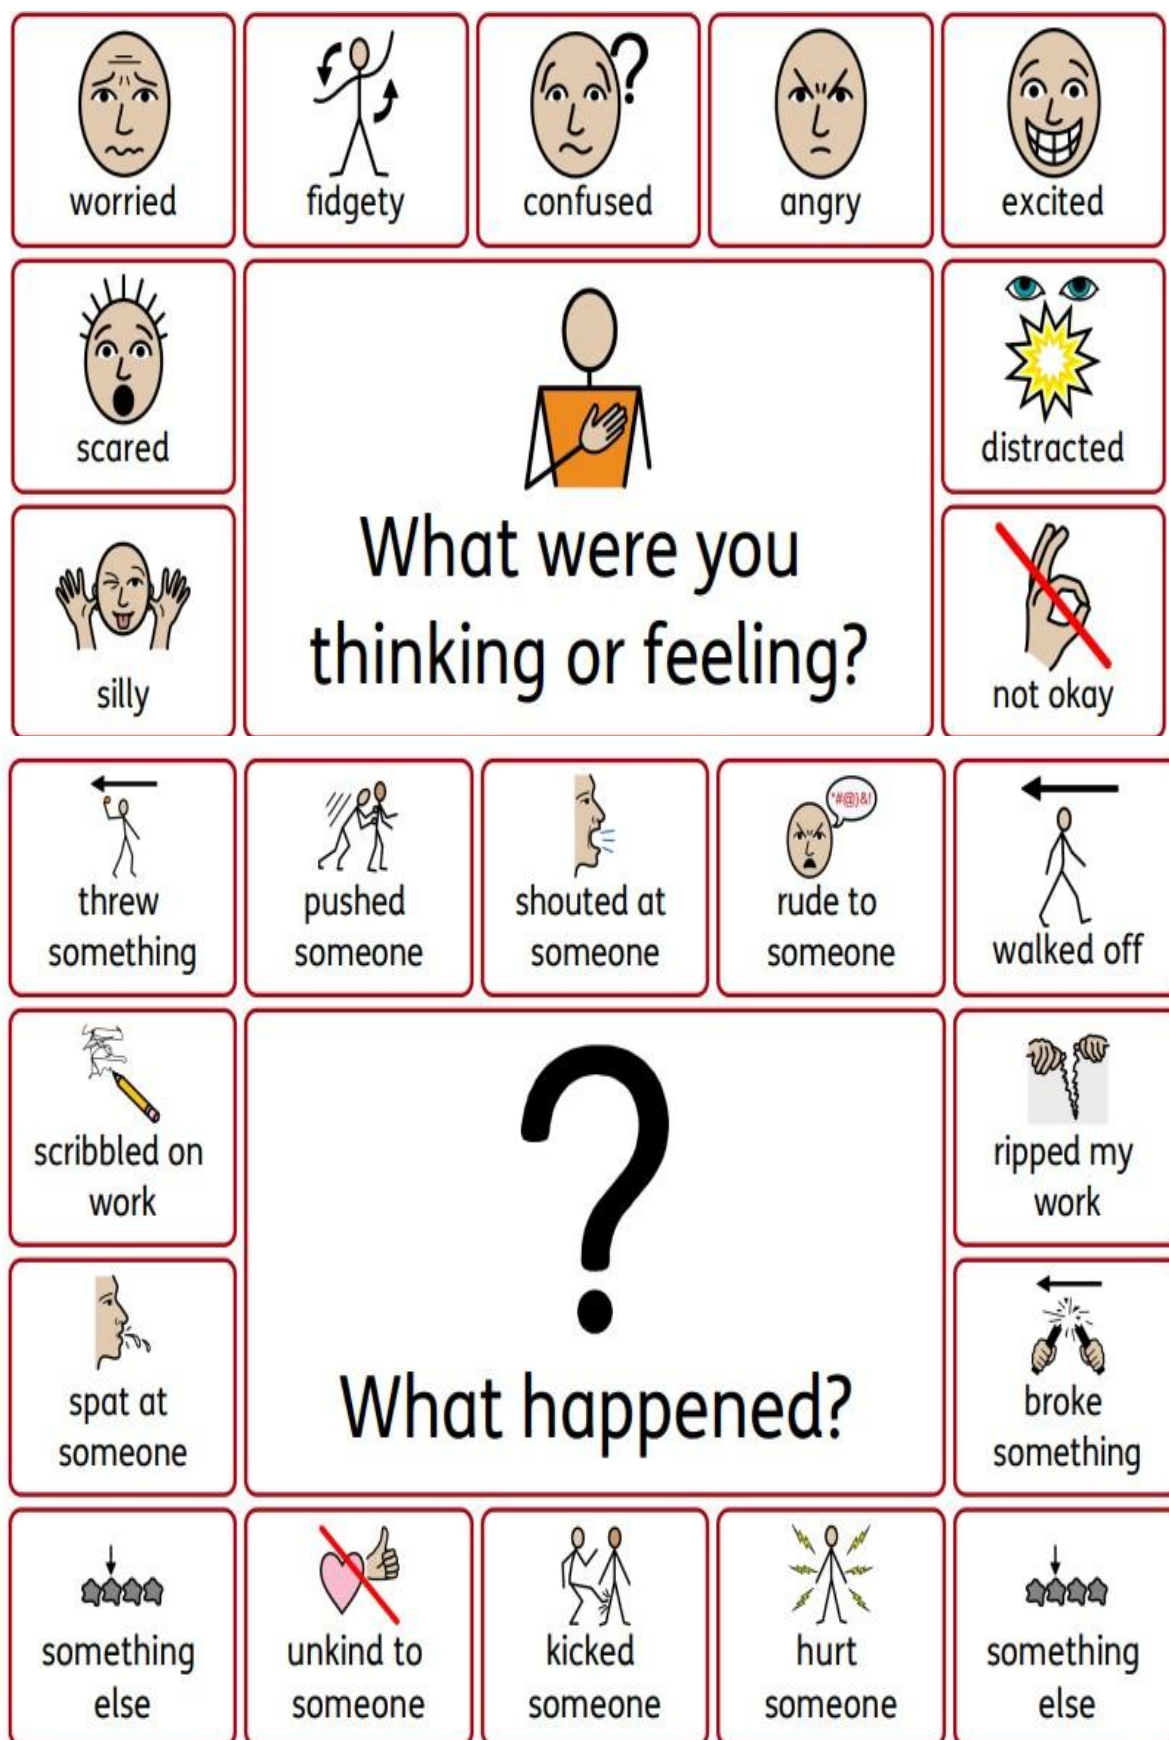 worried
fidgety
confused
angry
excited
scared
What were you
thinking or feeling?
distracted
silly
not okay
threw
something
pushed
someone
shouted at
someone
*#@}&!
rude to
someone
walked off
scribbled on
work
?
What happened?
ripped my
work
spat at
someone
broke
something
something
else
unkind to
someone
kicked
someone
hurt
someone
something
else